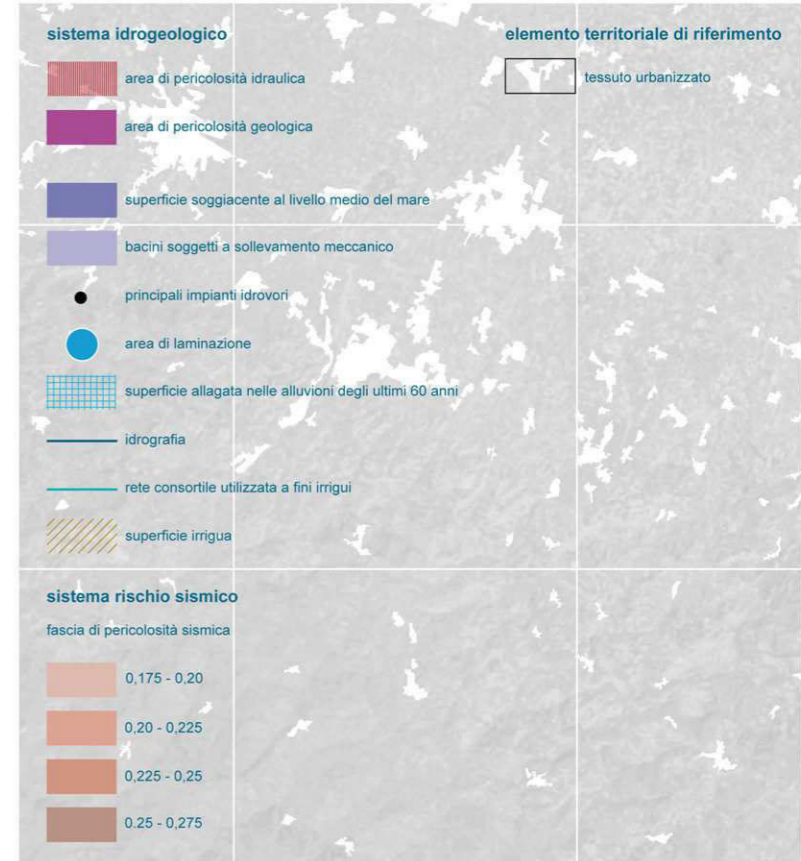 sistema idrogeologico
area di pericolosità idraulica
area di pericolosità geologica
superficie soggiacente al livello medio del mare
bacini soggetti a sollevamento meccanico
principali impianti idrovori
area di laminazione
superficie allagata nelle alluvioni degli ultimi 60 anni
idrografia
rete consortile utilizzata a fini irrigui
superficie irrigua
sistema rischio sismico
fascia di pericolosità sismica
0,175 - 0,20
0,20 - 0,225
0,225 - 0,25
0.25 - 0,275
elemento territoriale di riferimento
tessuto urbanizzato